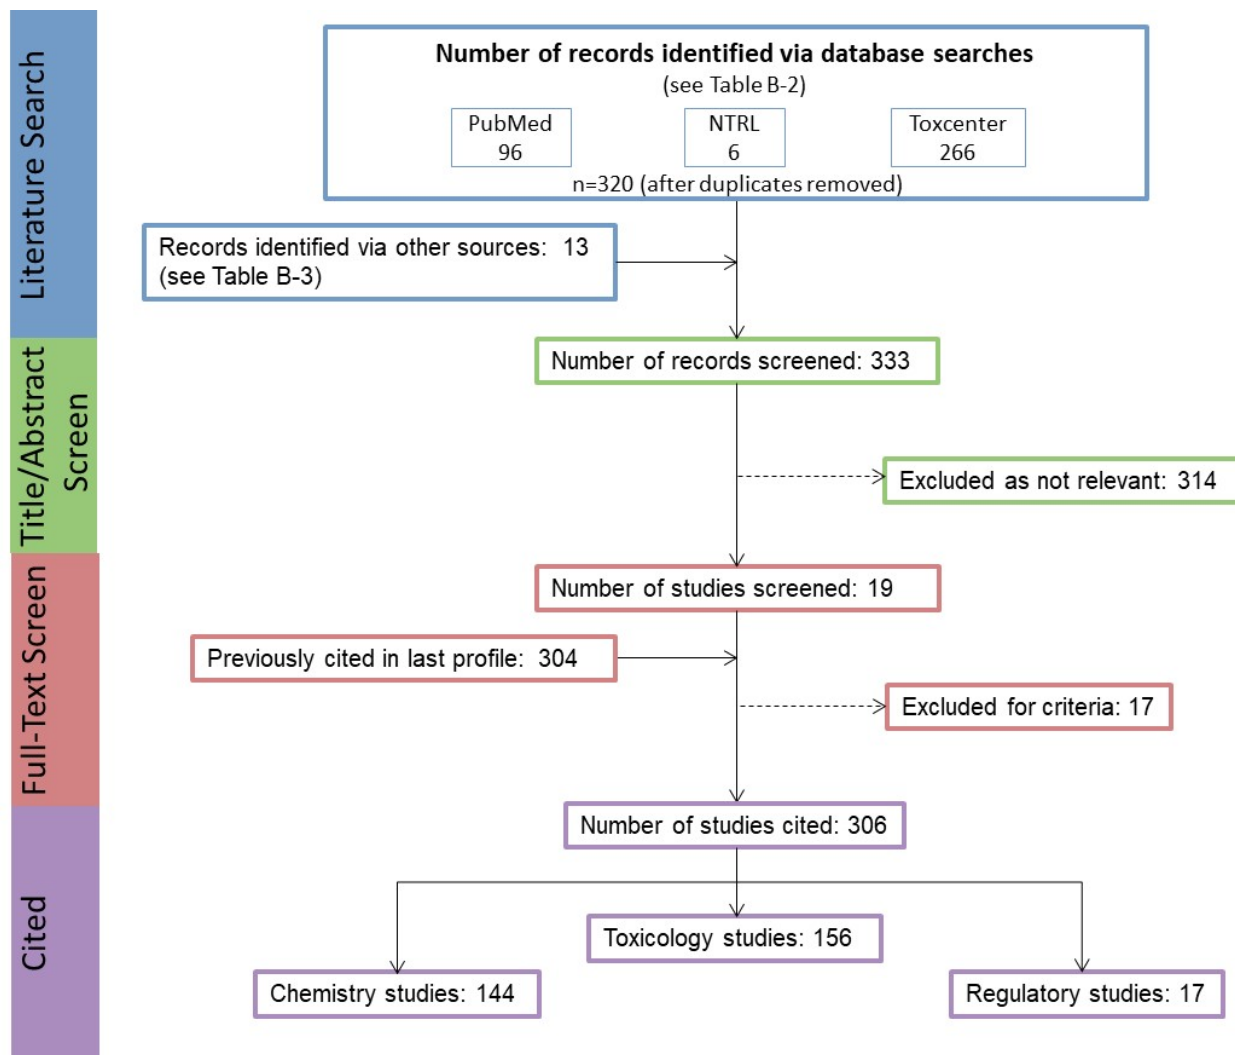 Literature Search
Number of records identified via database searches
(see Table B-2)
PubMed
96
NTRL
6
Toxcenter
266
n=320 (after duplicates removed)
Records identified via other sources: 13
(see Table B-3)
Title/Abstract
Screen
Number of records screened: 333
Excluded as not relevant: 314
Full-Text Screen
Number of studies screened: 19
Previously cited in last profile: 304
Excluded for criteria: 17
Cited
Number of studies cited: 306
Toxicology studies: 156
Chemistry studies: 144
Regulatory studies: 17